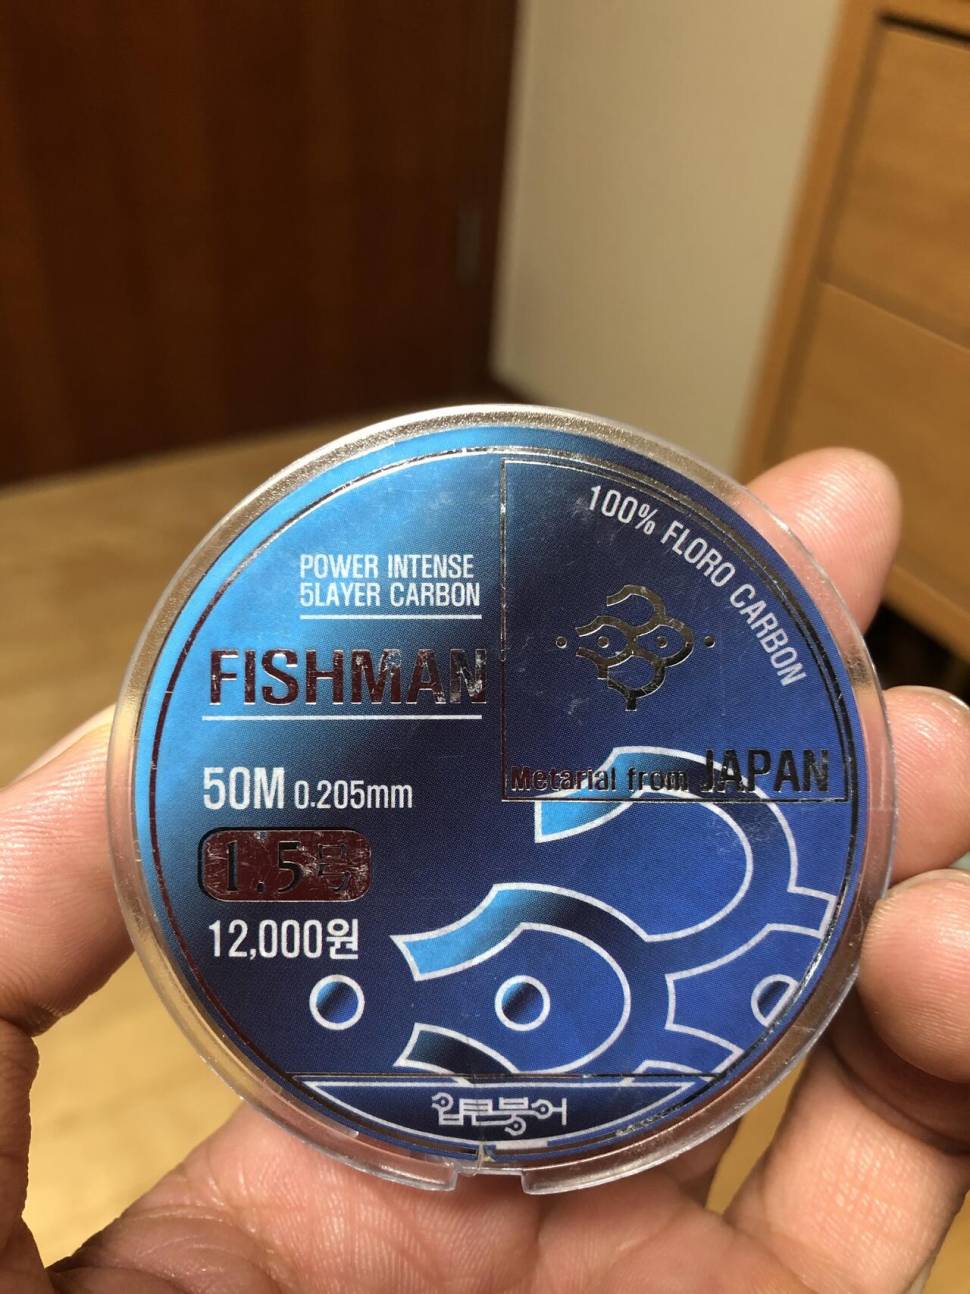 100% FLORO CARBON
POWER INTENSE
5LAYER CARBON
FISHMAN
Metarial from JAPAN
50M 0.205mm
1.5号
12,000원
입큰붕어